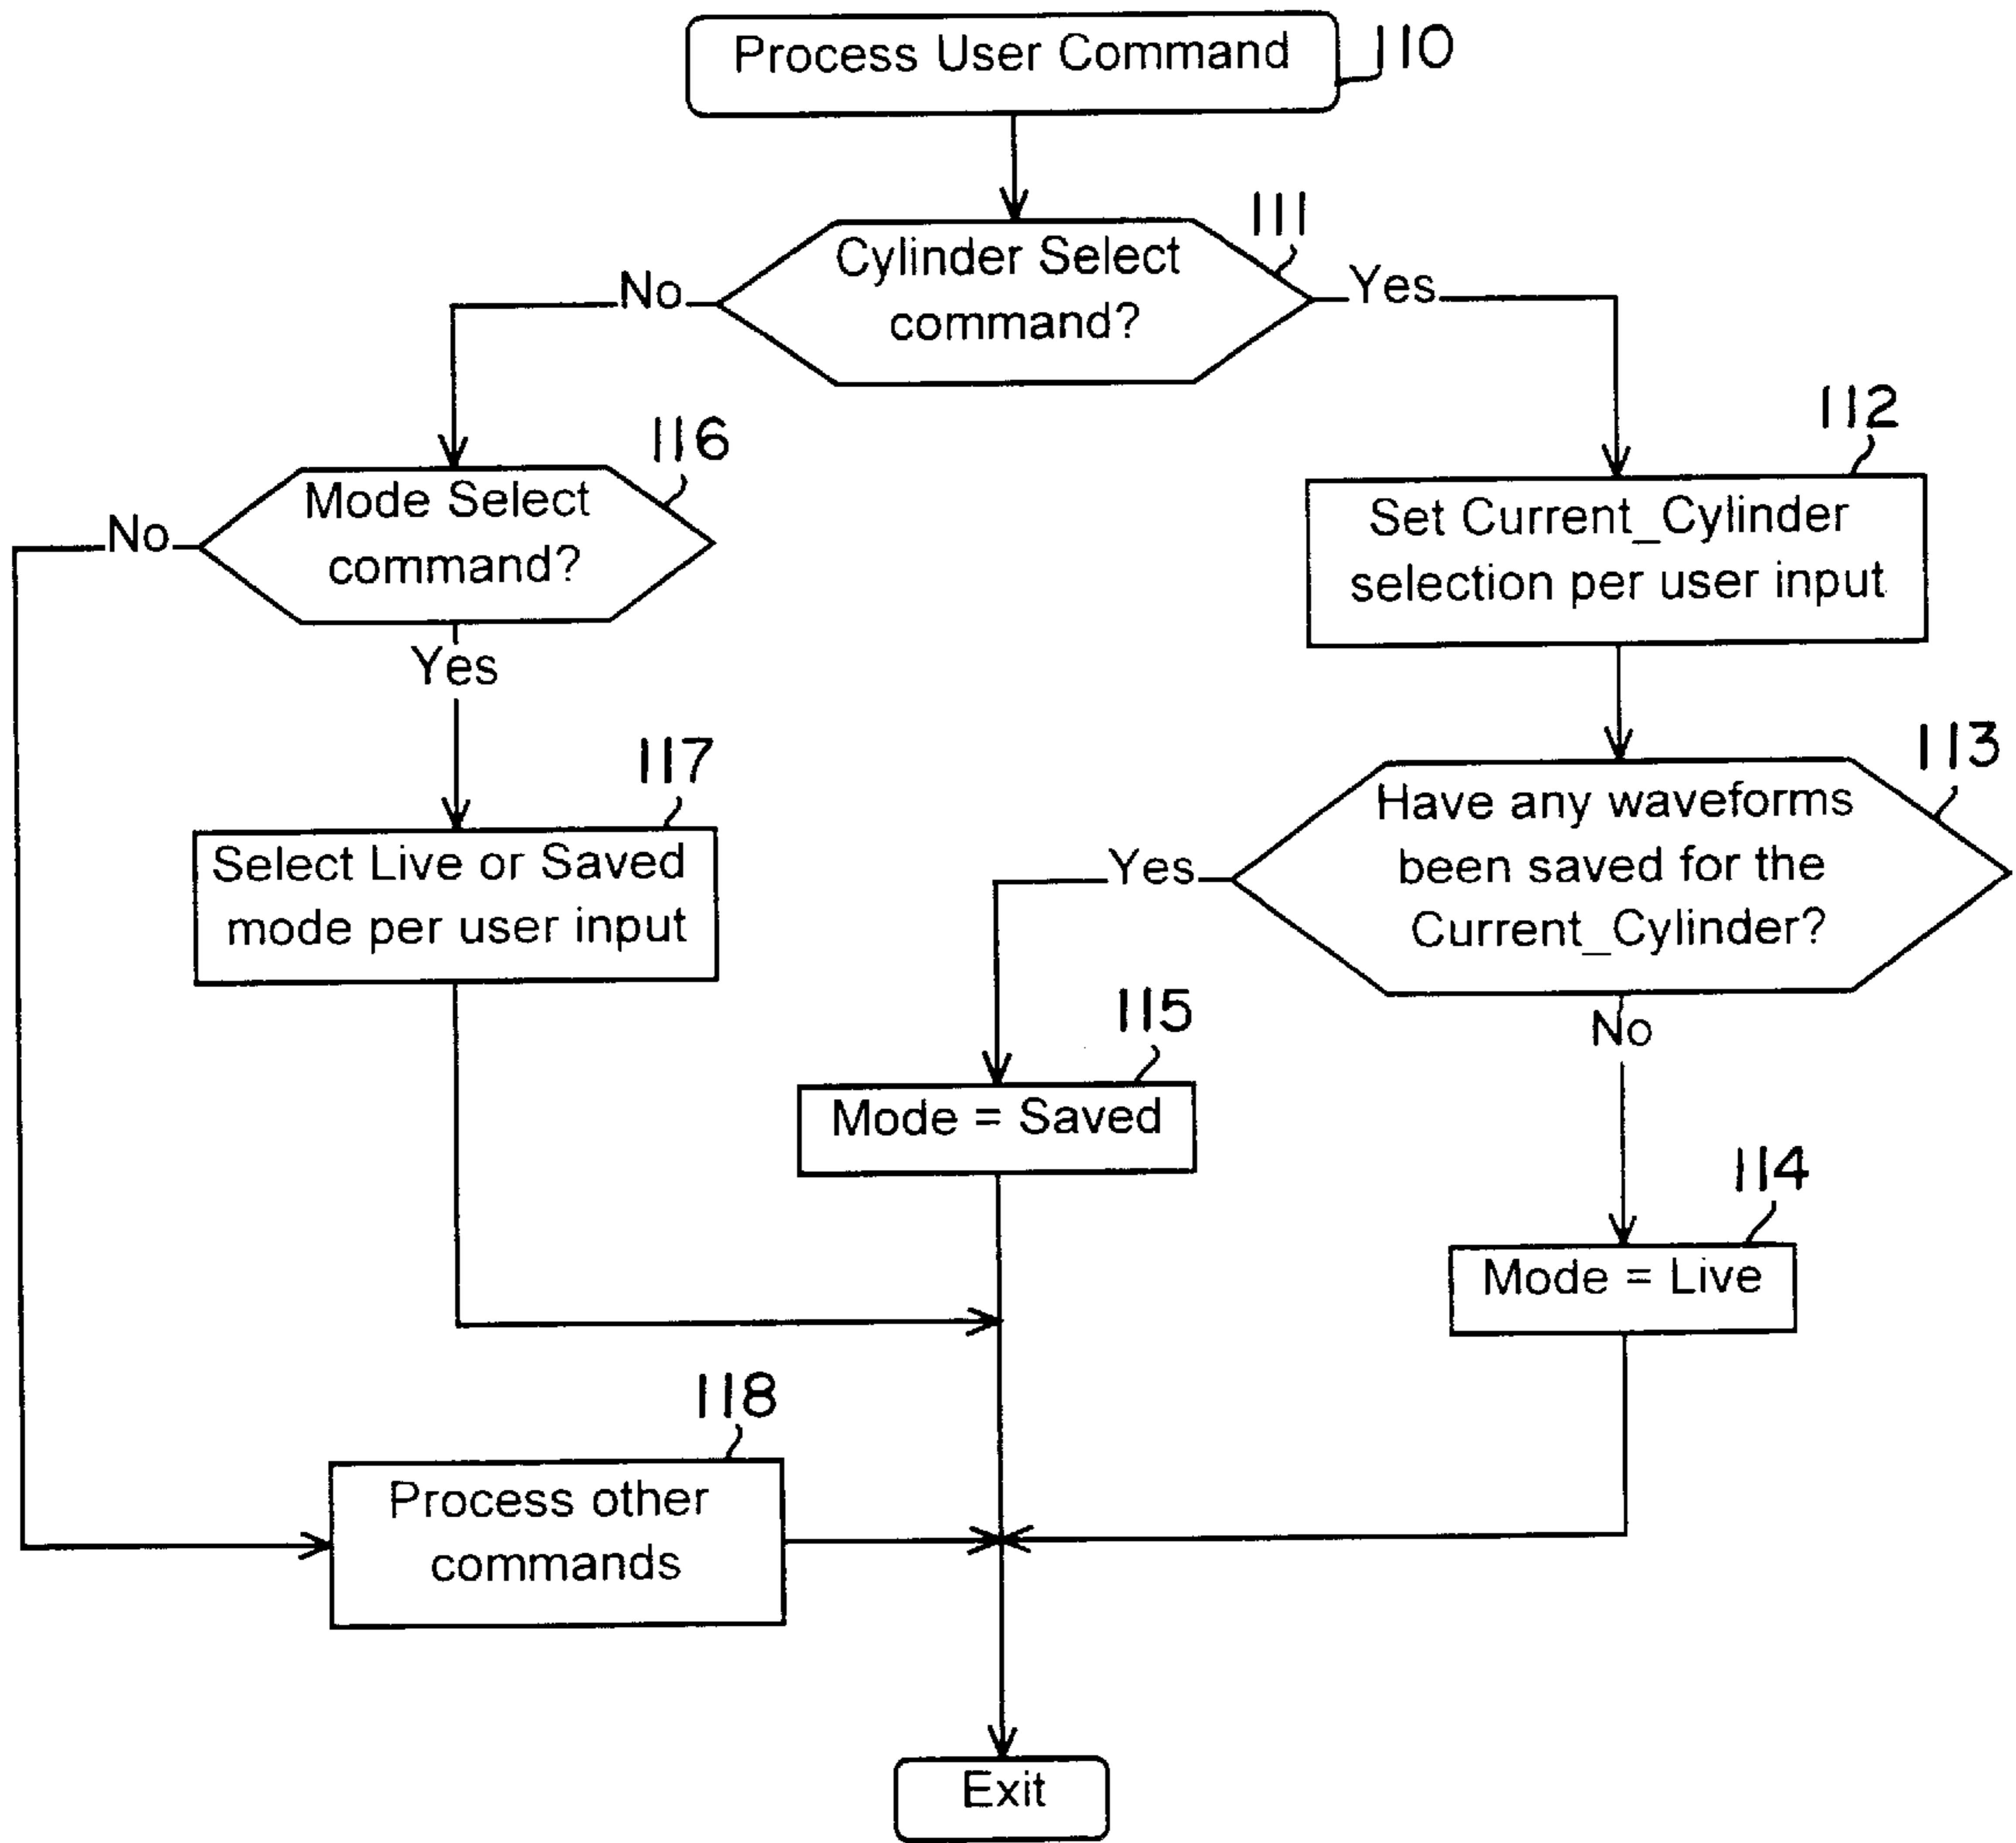 Process User Command
110
Cylinder Select
command?
111
No
Yes
112
116
Mode Select
command?
No
Set Current_Cylinder
selection per user input
Yes
117
113
Select Live or Saved
mode per user input
Have any waveforms
been saved for the
Current_Cylinder?
Yes
No
115
Mode = Saved
114
Mode = Live
118
Process other
commands
Exit